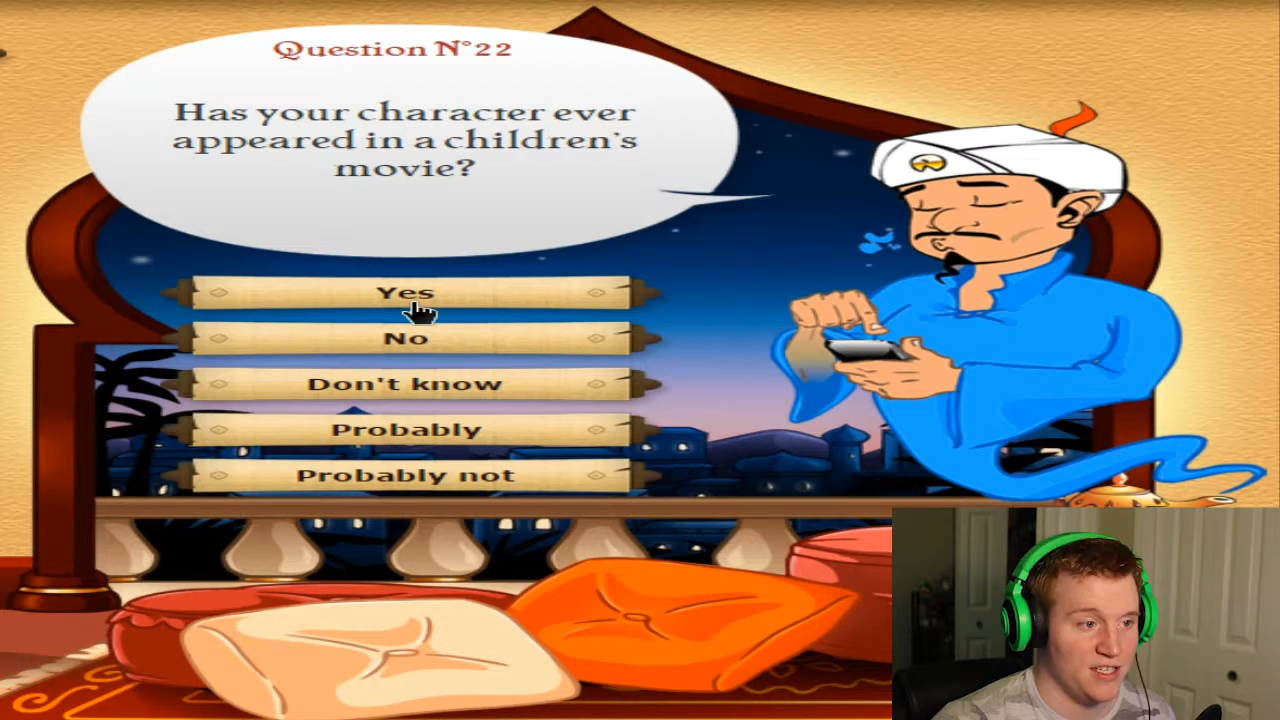 Question N°22
Has your character ever
appeared in a children's
movie?
Yes
No
Don't know
Probably
Probably not